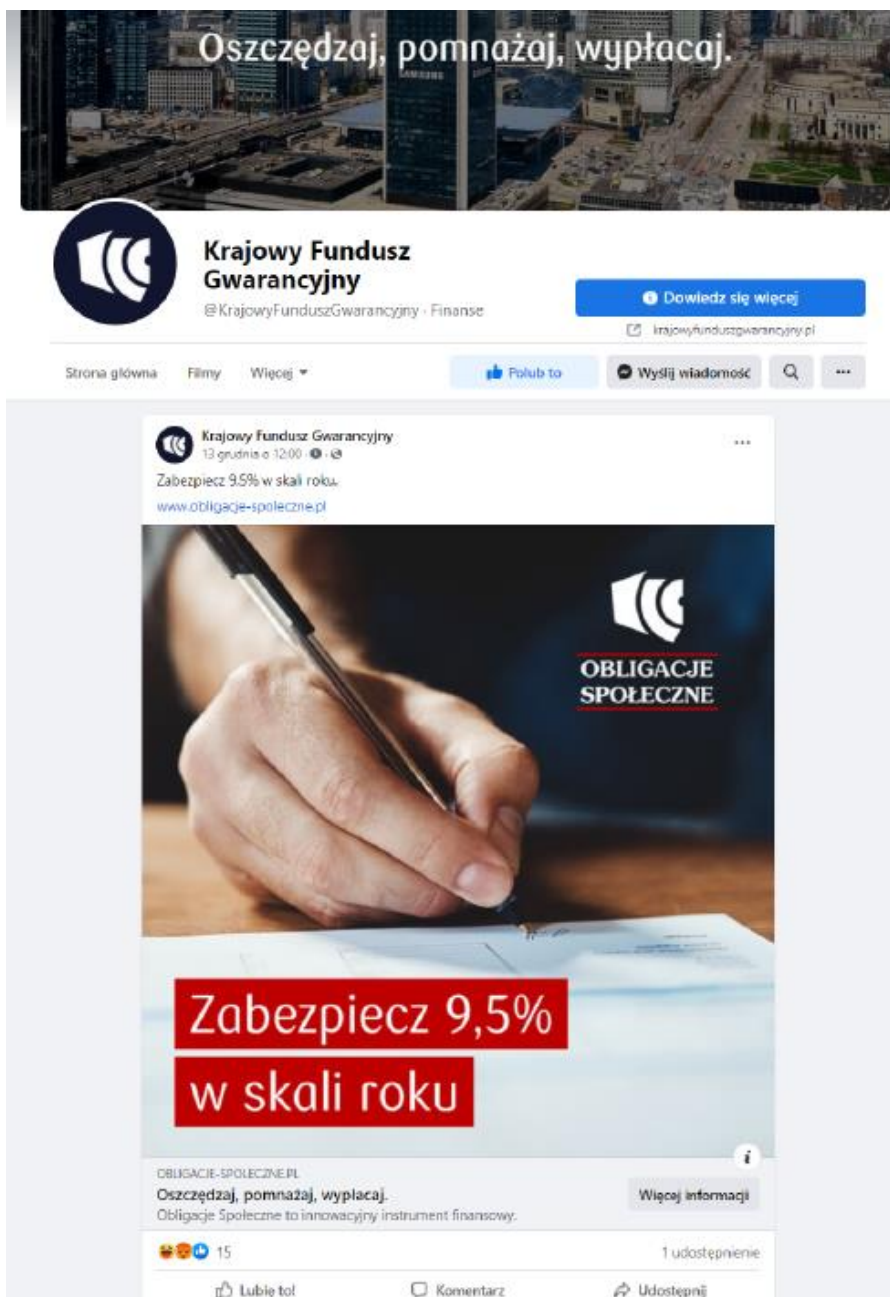 Oszczędzaj, pomnażaj, wypłacaj.
SAMSUNG
Krajowy Fundusz
Gwarancyjny
@KrajowyFunduszGwarancyjny · Finanse
Dowiedz się więcej
krajowyfunduszgwarancyjny.pl
Strona główna Filmy Więcej
Polub to Wyślij wiadomość
Krajowy Fundusz Gwarancyjny
13 grudnia o 12:00
Zabezpiecz 9.5% w skali roku.
www.obligacje-spoleczne.pl
OBLIGACJE
SPOŁECZNE
Zabezpiecz 9,5%
w skali roku
OBLIGACJE-SPOLECZNE.PL
Oszczędzaj, pomnażaj, wypłacaj.
Więcej informacji
Obligacje Społeczne to innowacyjny instrument finansowy.
15 1 udostępnienie
Lubię to! Komentarz Udostępnij